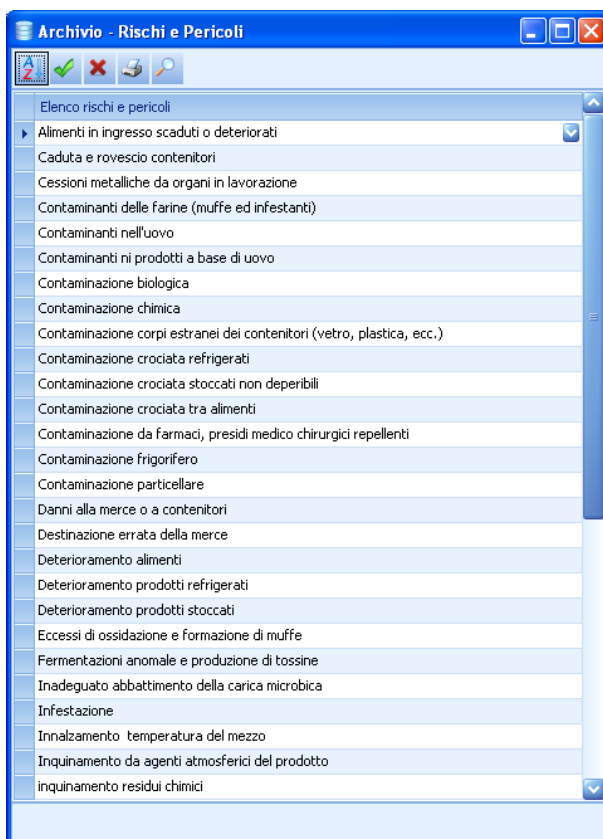 Archivio - Rischi e Pericoli
A
Z
Elenco rischi e pericoli
Alimenti in ingresso scaduti o deteriorati
Caduta e rovescio contenitori
Cessioni metalliche da organi in lavorazione
Contaminanti delle farine (muffe ed infestanti)
Contaminanti nell'uovo
Contaminanti ni prodotti a base di uovo
Contaminazione biologica
Contaminazione chimica
Contaminazione corpi estranei dei contenitori (vetro, plastica, ecc.)
Contaminazione crociata refrigerati
Contaminazione crociata stoccati non deperibili
Contaminazione crociata tra alimenti
Contaminazione da farmaci, presidi medico chirurgici repellenti
Contaminazione frigorifero
Contaminazione particellare
Danni alla merce o a contenitori
Destinazione errata della merce
Deterioramento alimenti
Deterioramento prodotti refrigerati
Deterioramento prodotti stoccati
Eccessi di ossidazione e formazione di muffe
Fermentazioni anomale e produzione di tossine
Inadeguato abbattimento della carica microbica
Infestazione
Innalzamento  temperatura del mezzo
Inquinamento da agenti atmosferici del prodotto
inquinamento residui chimici